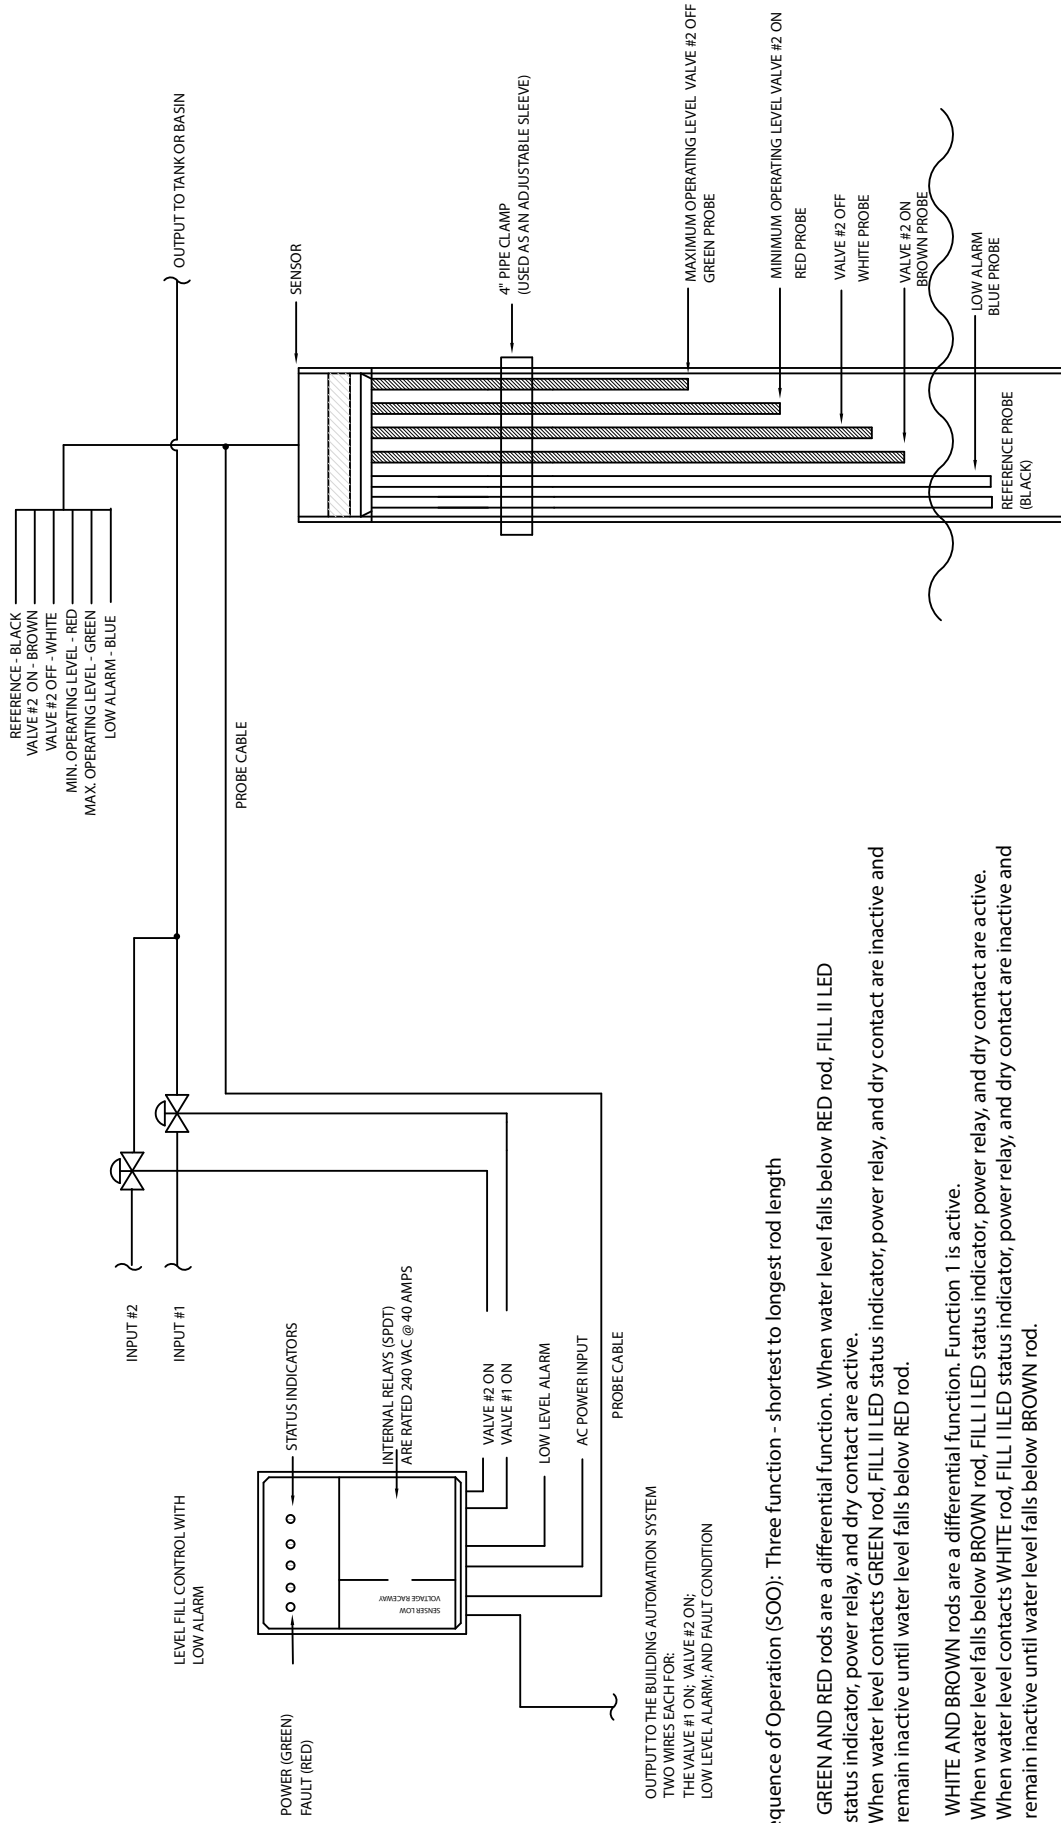 REFERENCE - BLACK
VALVE #2  ON - BROWN
VALVE #2 OFF - WHITE
MIN. OPERATING LEVEL - RED
MAX. OPERATING LEVEL - GREEN
LOW ALARM - BLUE
OUTPUT TO TANK OR BASIN
SENSOR
4" PIPE CLAMP
(USED AS AN ADJUSTABLE SLEEVE)
MAXIMUM OPERATING LEVEL  VALVE #2 OFF
GREEN PROBE
MINIMUM OPERATING LEVEL VALVE #2 ON
RED PROBE
VALVE #2 OFF
WHITE PROBE
VALVE #2 ON
BROWN PROBE
LOW ALARM
BLUE PROBE
REFERENCE PROBE
(BLACK)
PROBE CABLE
INPUT #2
INPUT #1
LEVEL FILL CONTROL WITH
LOW ALARM
STATUS INDICATORS
POWER (GREEN)
FAULT (RED)
INTERNAL RELAYS (SPDT)
ARE RATED 240 VAC @ 40 AMPS
SENSER LOW
VOLTAGE RACEWAY
VALVE #2 ON
VALVE #1 ON
LOW LEVEL ALARM
AC POWER INPUT
PROBE CABLE
OUTPUT TO THE BUILDING AUTOMATION SYSTEM
TWO WIRES EACH FOR:
THE VALVE #1 ON;  VALVE #2 ON;
LOW LEVEL ALARM; AND FAULT CONDITION
equence of Operation (SOO): Three function - shortest to longest rod length
GREEN AND RED rods are a differential function. When water level falls below RED rod, FILL II LED
status indicator, power relay, and dry contact are active.
When water level contacts GREEN rod, FILL II LED status indicator, power relay, and dry contact are inactive and
remain inactive until water level falls below RED rod.
WHITE AND BROWN rods are a differential function. Function 1 is active.
When water level falls below BROWN rod, FILL I LED status indicator, power relay, and dry contact are active.
When water level contacts WHITE rod, FILL I ILED status indicator, power relay, and dry contact are inactive and
remain inactive until water level falls below BROWN rod.